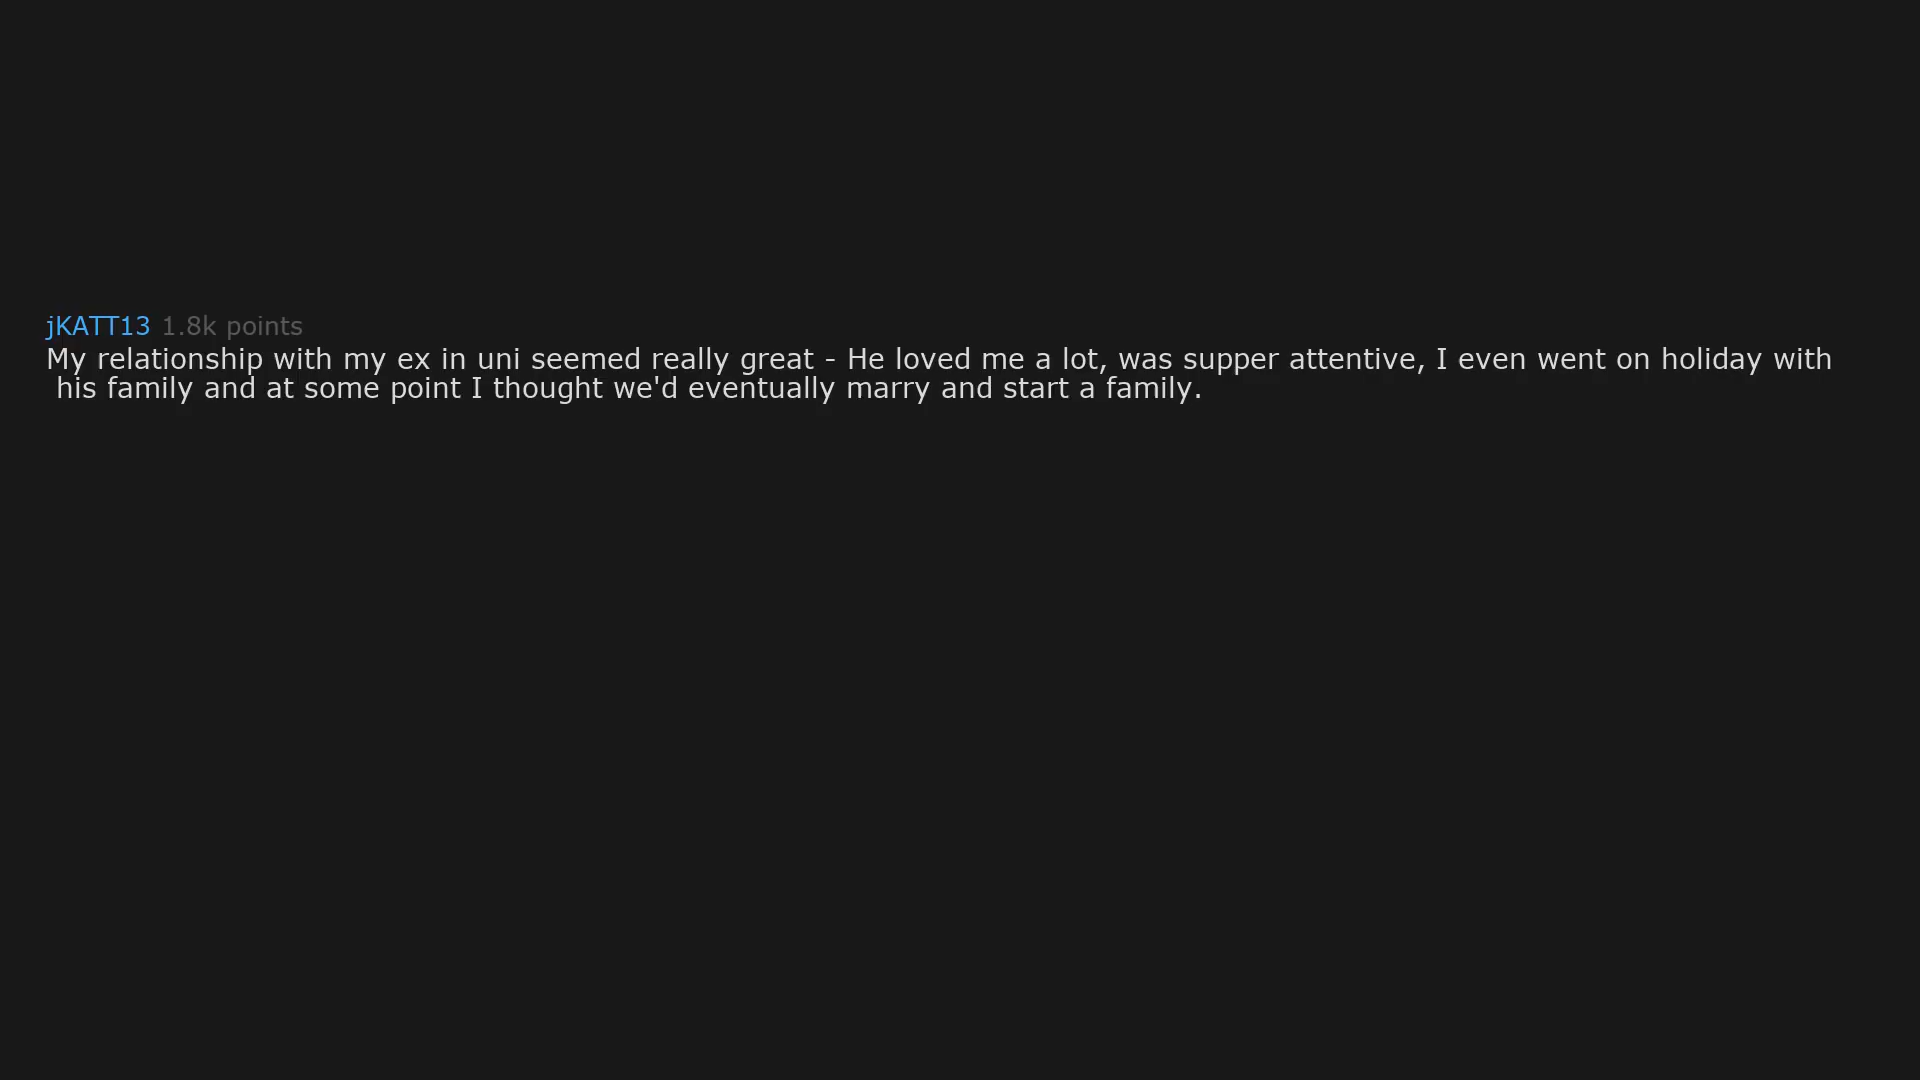 jKATT13 1.8k points
My relationship with my ex in uni seemed really great - He loved me a lot, was supper attentive, I even went on holiday with
his family and at some point I thought we'd eventually marry and start a family.